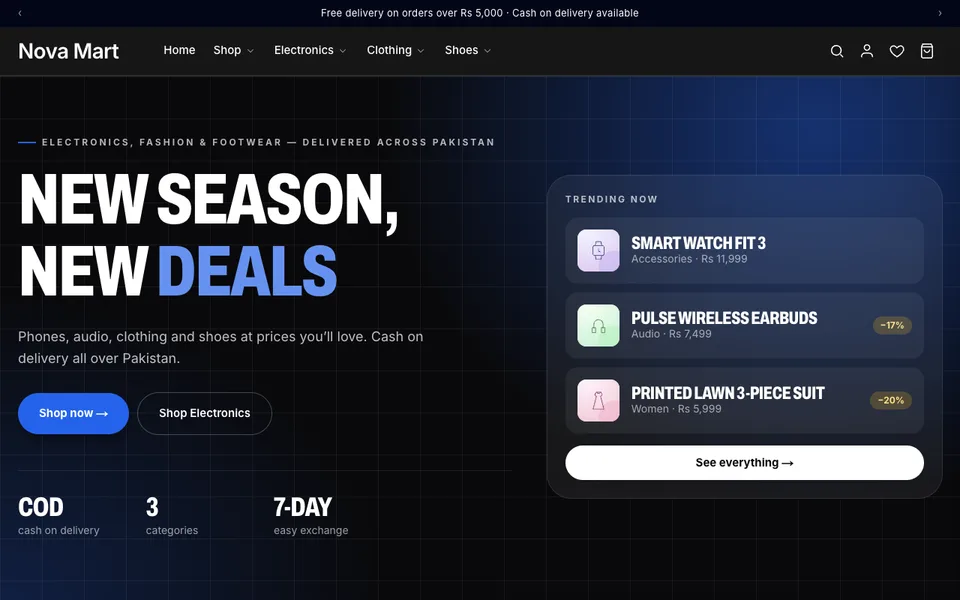 Free delivery on orders over Rs 5,000 · Cash on delivery available
Nova Mart
Home
Shop
Electronics
Clothing
Shoes
ELECTRONICS, FASHION & FOOTWEAR — DELIVERED ACROSS PAKISTAN
NEW SEASON,
NEW DEALS
Phones, audio, clothing and shoes at prices you’ll love. Cash on
delivery all over Pakistan.
Shop now →
Shop Electronics
COD
cash on delivery
3
categories
7-DAY
easy exchange
TRENDING NOW
SMART WATCH FIT 3
Accessories · Rs 11,999
PULSE WIRELESS EARBUDS
Audio · Rs 7,499
−17%
PRINTED LAWN 3-PIECE SUIT
Women · Rs 5,999
−20%
See everything →